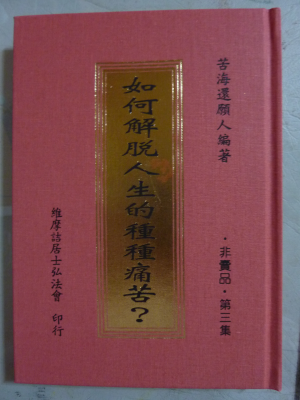 苦海還願人編著
如何解脫人生的種種痛苦？
·非賣品·第三集
維摩詰居士弘法會 印行